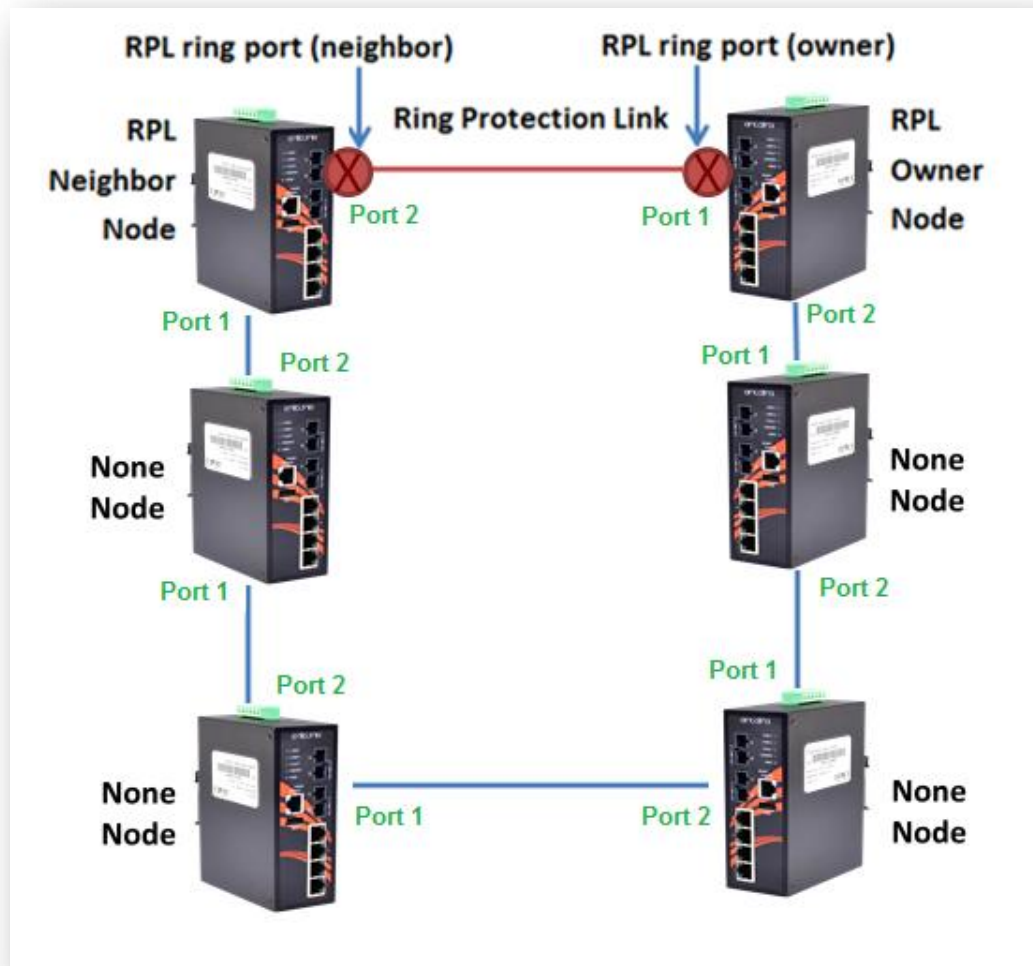 RPL ring port (neighbor)
RPL ring port (owner)
Ring Protection Link
RPL
Neighbor
Node
RPL
Owner
Node
Port 2
Port 1
Port 1
Port 2
Port 2
Port 1
None
Node
None
Node
Port 1
Port 2
Port 2
Port 1
None
Node
None
Node
Port 1
Port 2